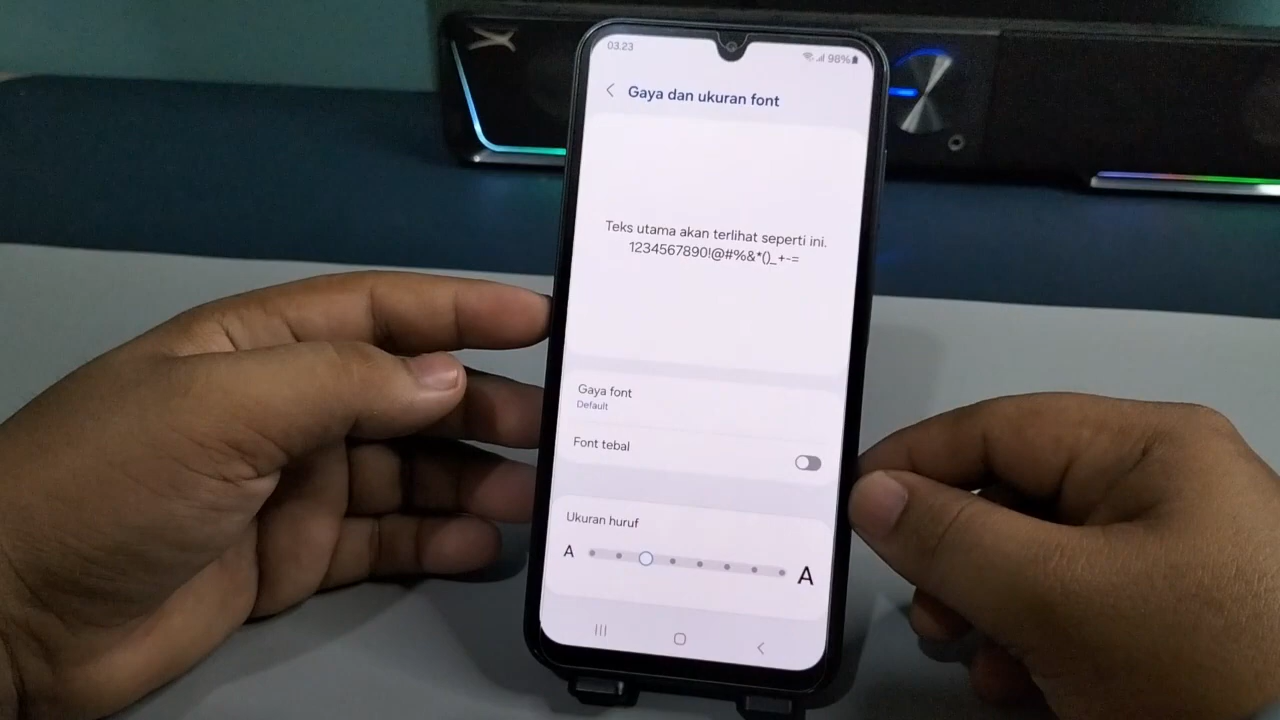 03.23
98%
Gaya dan ukuran font
Teks utama akan terlihat seperti ini.
1234567890!@#%&*()_+-=
Gaya font
Default
Font tebal
Ukuran huruf
A A